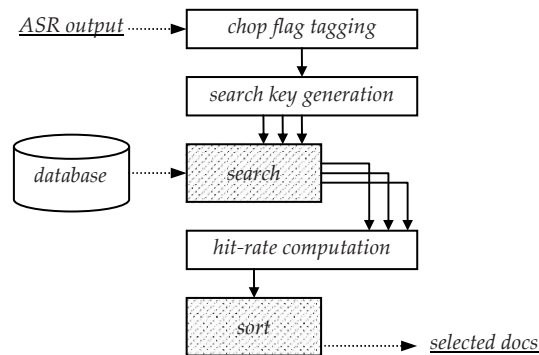 ASR output
chop flag tagging
search key generation
database
search
hit-rate computation
sort
selected docs